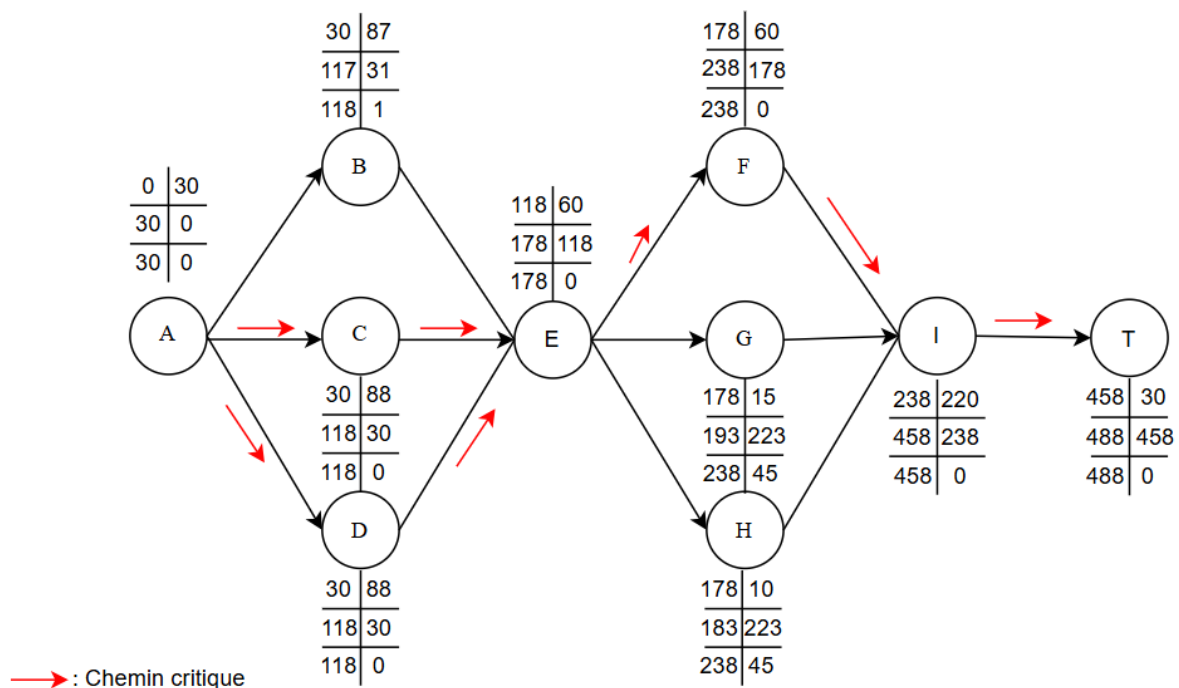 30 87
117 31
118 1
B
178 60
238 178
238 0
F
0 30
30 0
30 0
A
118 60
178 118
178 0
E
C
30 88
118 30
118 0
G
178 15
193 223
238 45
I
238 220
458 238
458 0
T
458 30
488 458
488 0
D
30 88
118 30
118 0
H
178 10
183 223
238 45
: Chemin critique